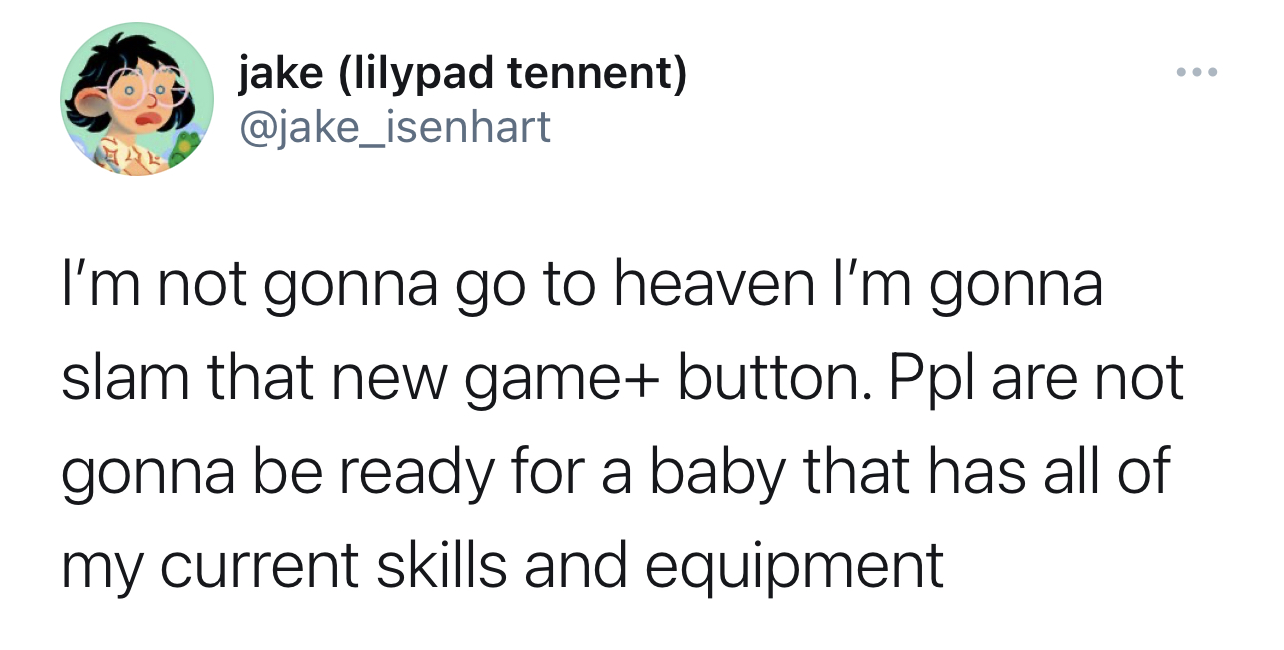 jake (lilypad tennent)
@jake_isenhart
I’m not gonna go to heaven I’m gonna
slam that new game+ button. Ppl are not
gonna be ready for a baby that has all of
my current skills and equipment